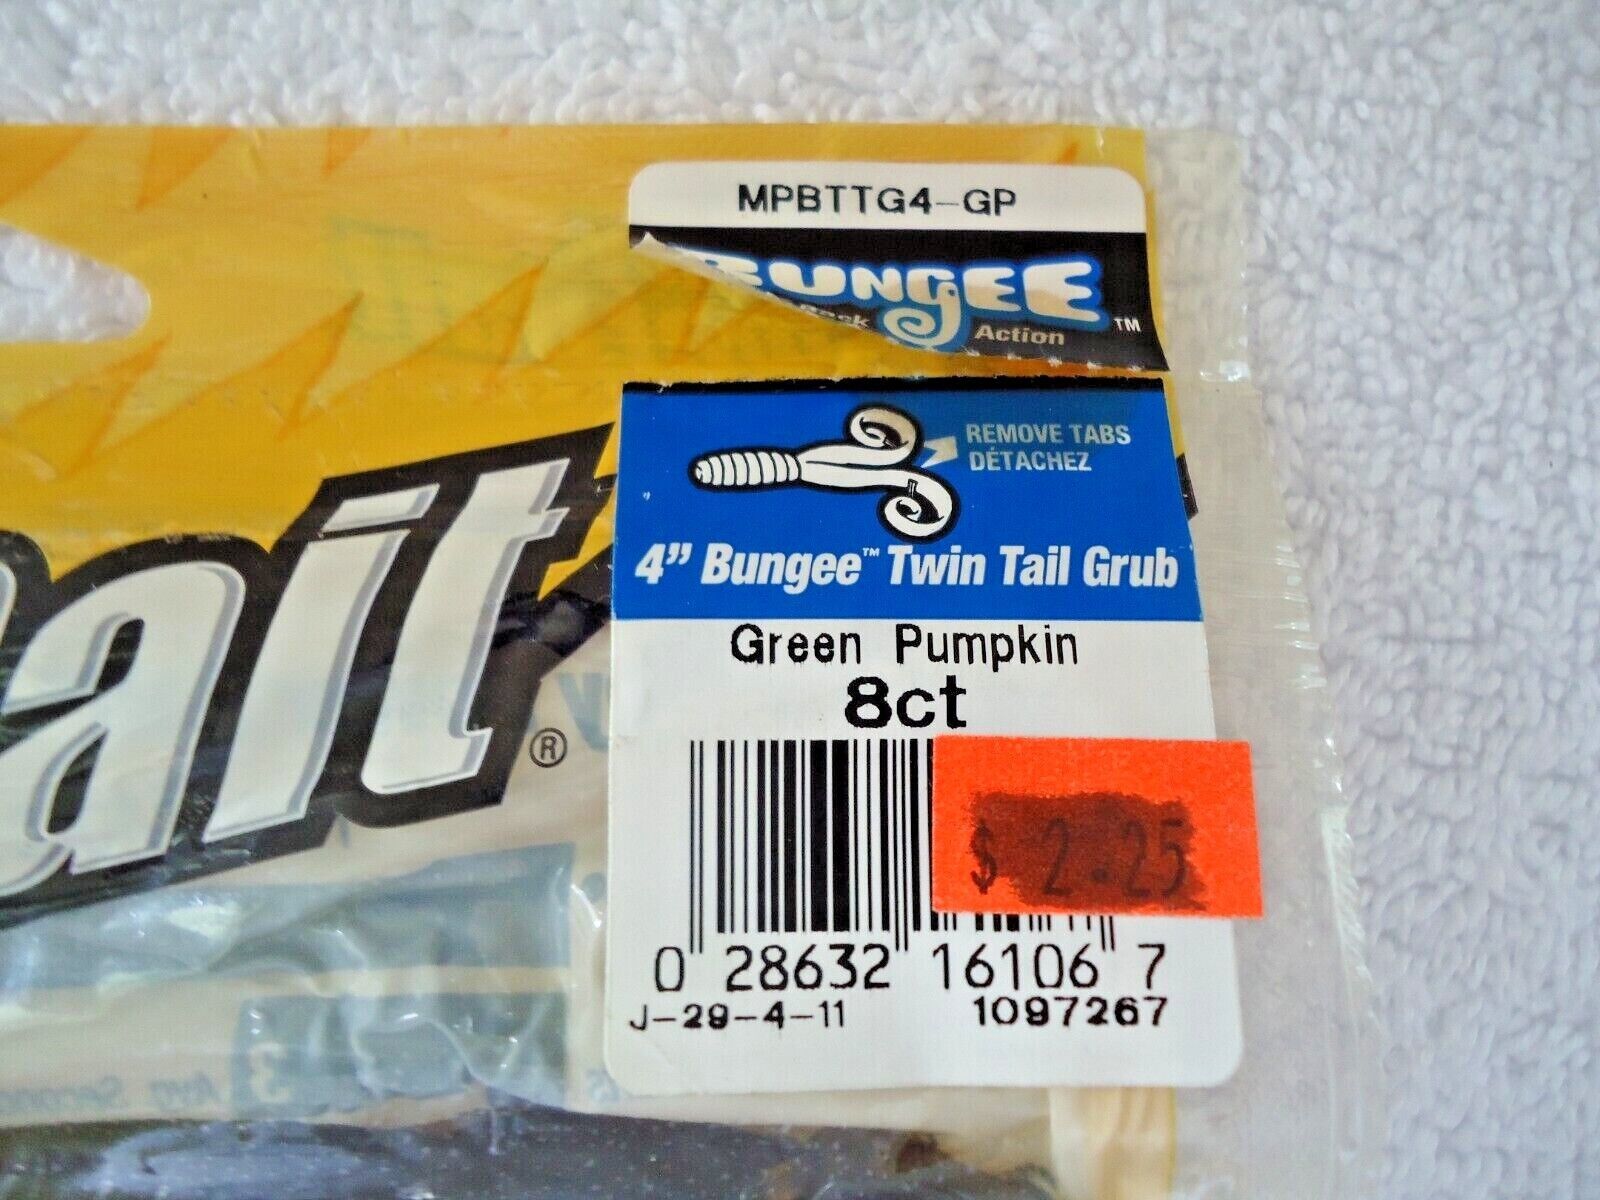 MPBTTG4-GP
BUNGEE
Action ™
REMOVE TABS
DÉTACHEZ
4” Bungee™ Twin Tail Grub
Green Pumpkin
8ct
$ 2.25
0 28632 16106 7
J-29-4-11 1097267
ait®
3